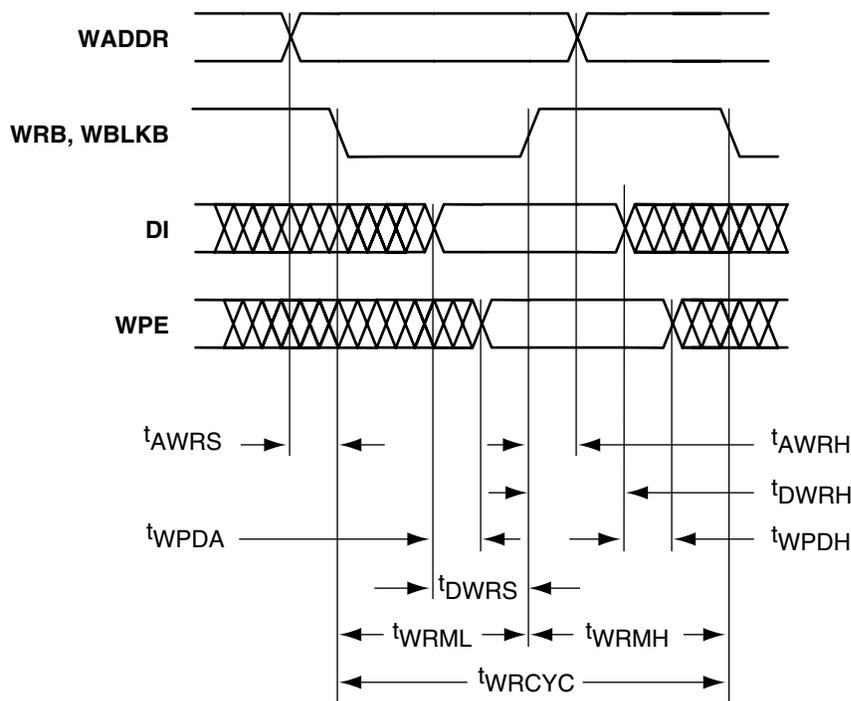 WADDR
WRB, WBLKB
DI
WPE
tAWRS
tAWRH
tDWRH
tWPDA
tWPDH
tDWRS
tWRML
tWRMH
tWRCYC